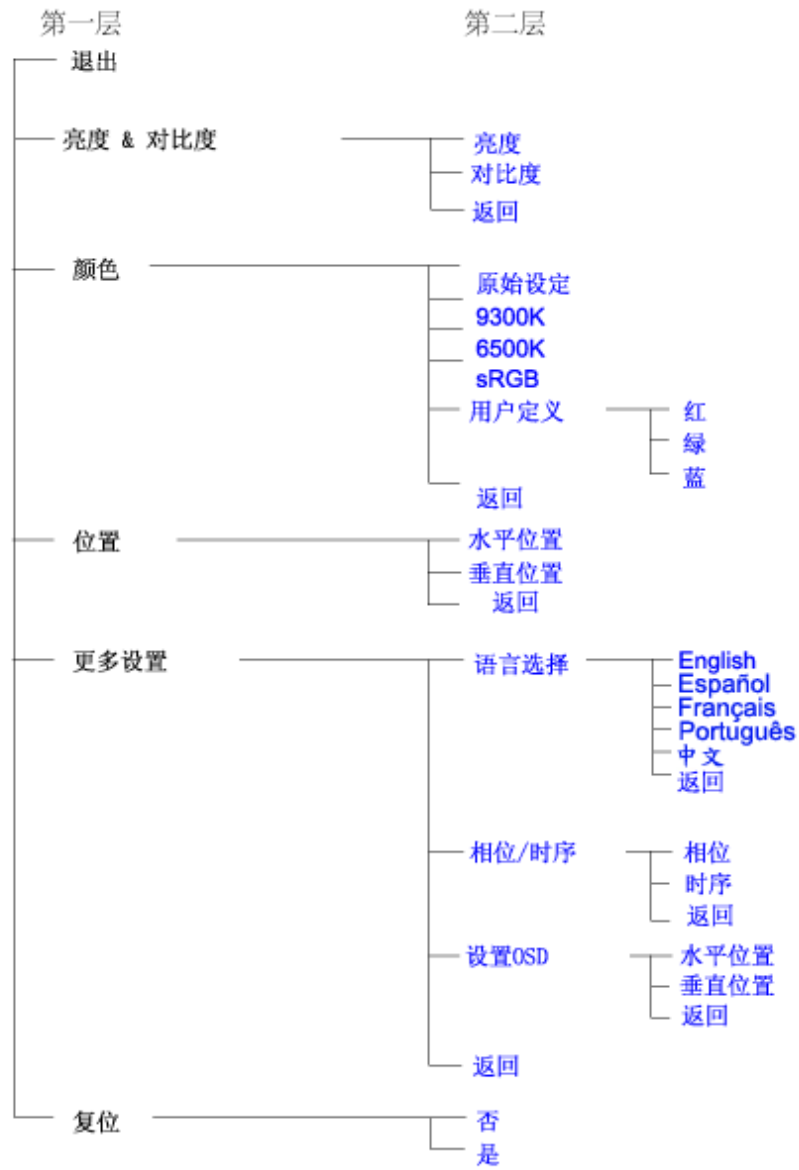 第一层 第二层
退出
亮度 & 对比度
亮度
对比度
返回
颜色
原始设定
9300K
6500K
sRGB
用户定义
红
绿
蓝
返回
位置
水平位置
垂直位置
返回
更多设置
语言选择
English
Español
Français
Português
中文
返回
相位/时序
相位
时序
返回
设置OSD
水平位置
垂直位置
返回
返回
复位
否
是